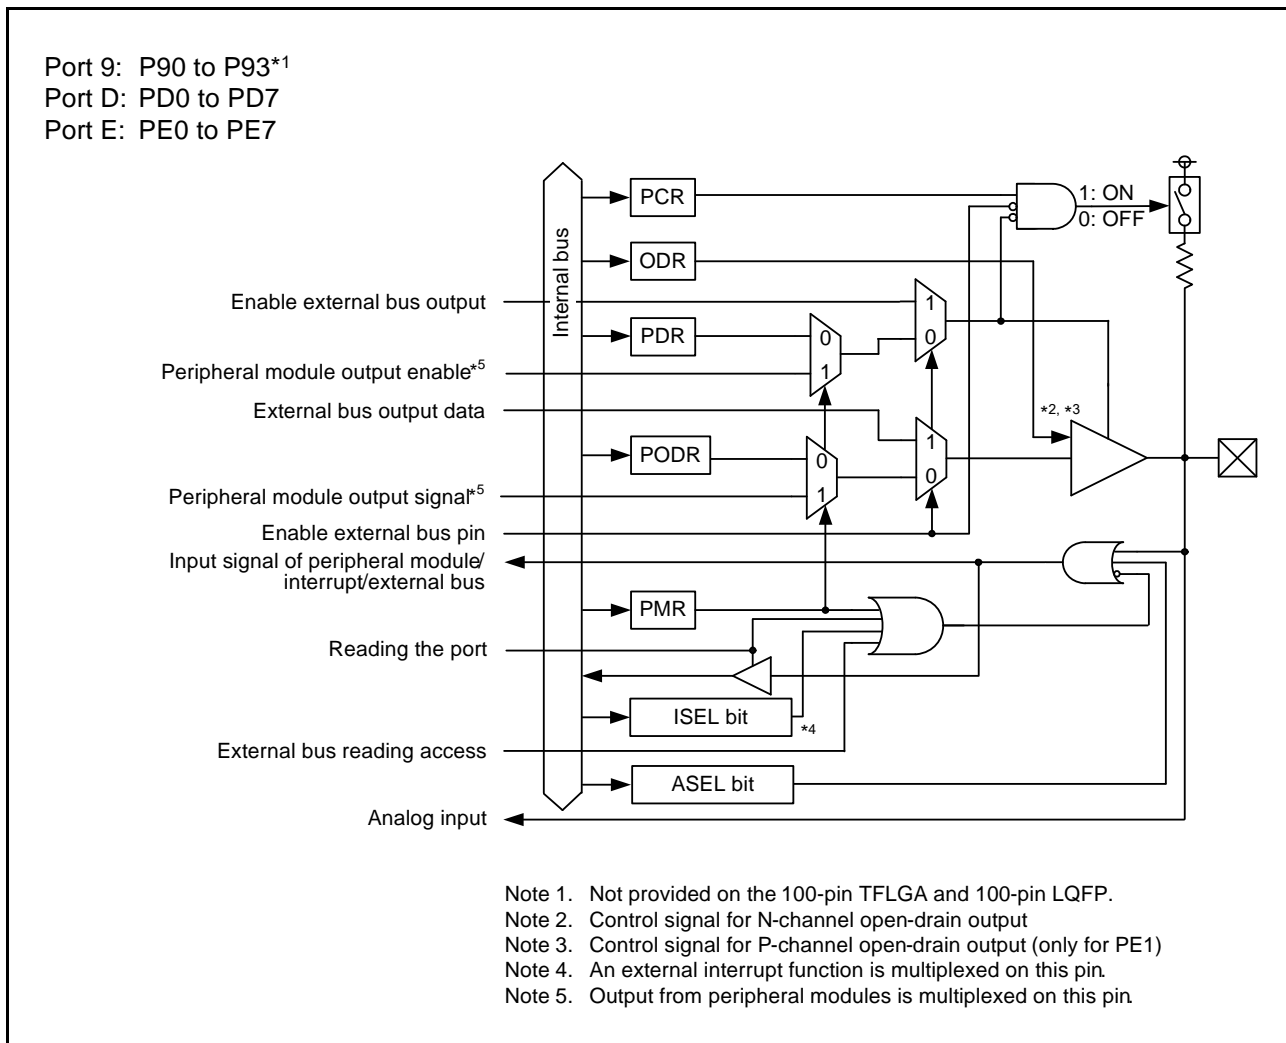 Port 9: P90 to P93*1
Port D: PD0 to PD7
Port E: PE0 to PE7
PCR
1: ON
0: OFF
Internal bus
ODR
Enable external bus output
1
PDR
0
0
Peripheral module output enable*5
1
External bus output data
*2, *3
1
PODR
0
0
Peripheral module output signal*5
1
Enable external bus pin
Input signal of peripheral module/
interrupt/external bus
PMR
Reading the port
ISEL bit
*4
External bus reading access
ASEL bit
Analog input
Note 1. Not provided on the 100-pin TFLGA and 100-pin LQFP.
Note 2. Control signal for N-channel open-drain output
Note 3. Control signal for P-channel open-drain output (only for PE1)
Note 4. An external interrupt function is multiplexed on this pin.
Note 5. Output from peripheral modules is multiplexed on this pin.